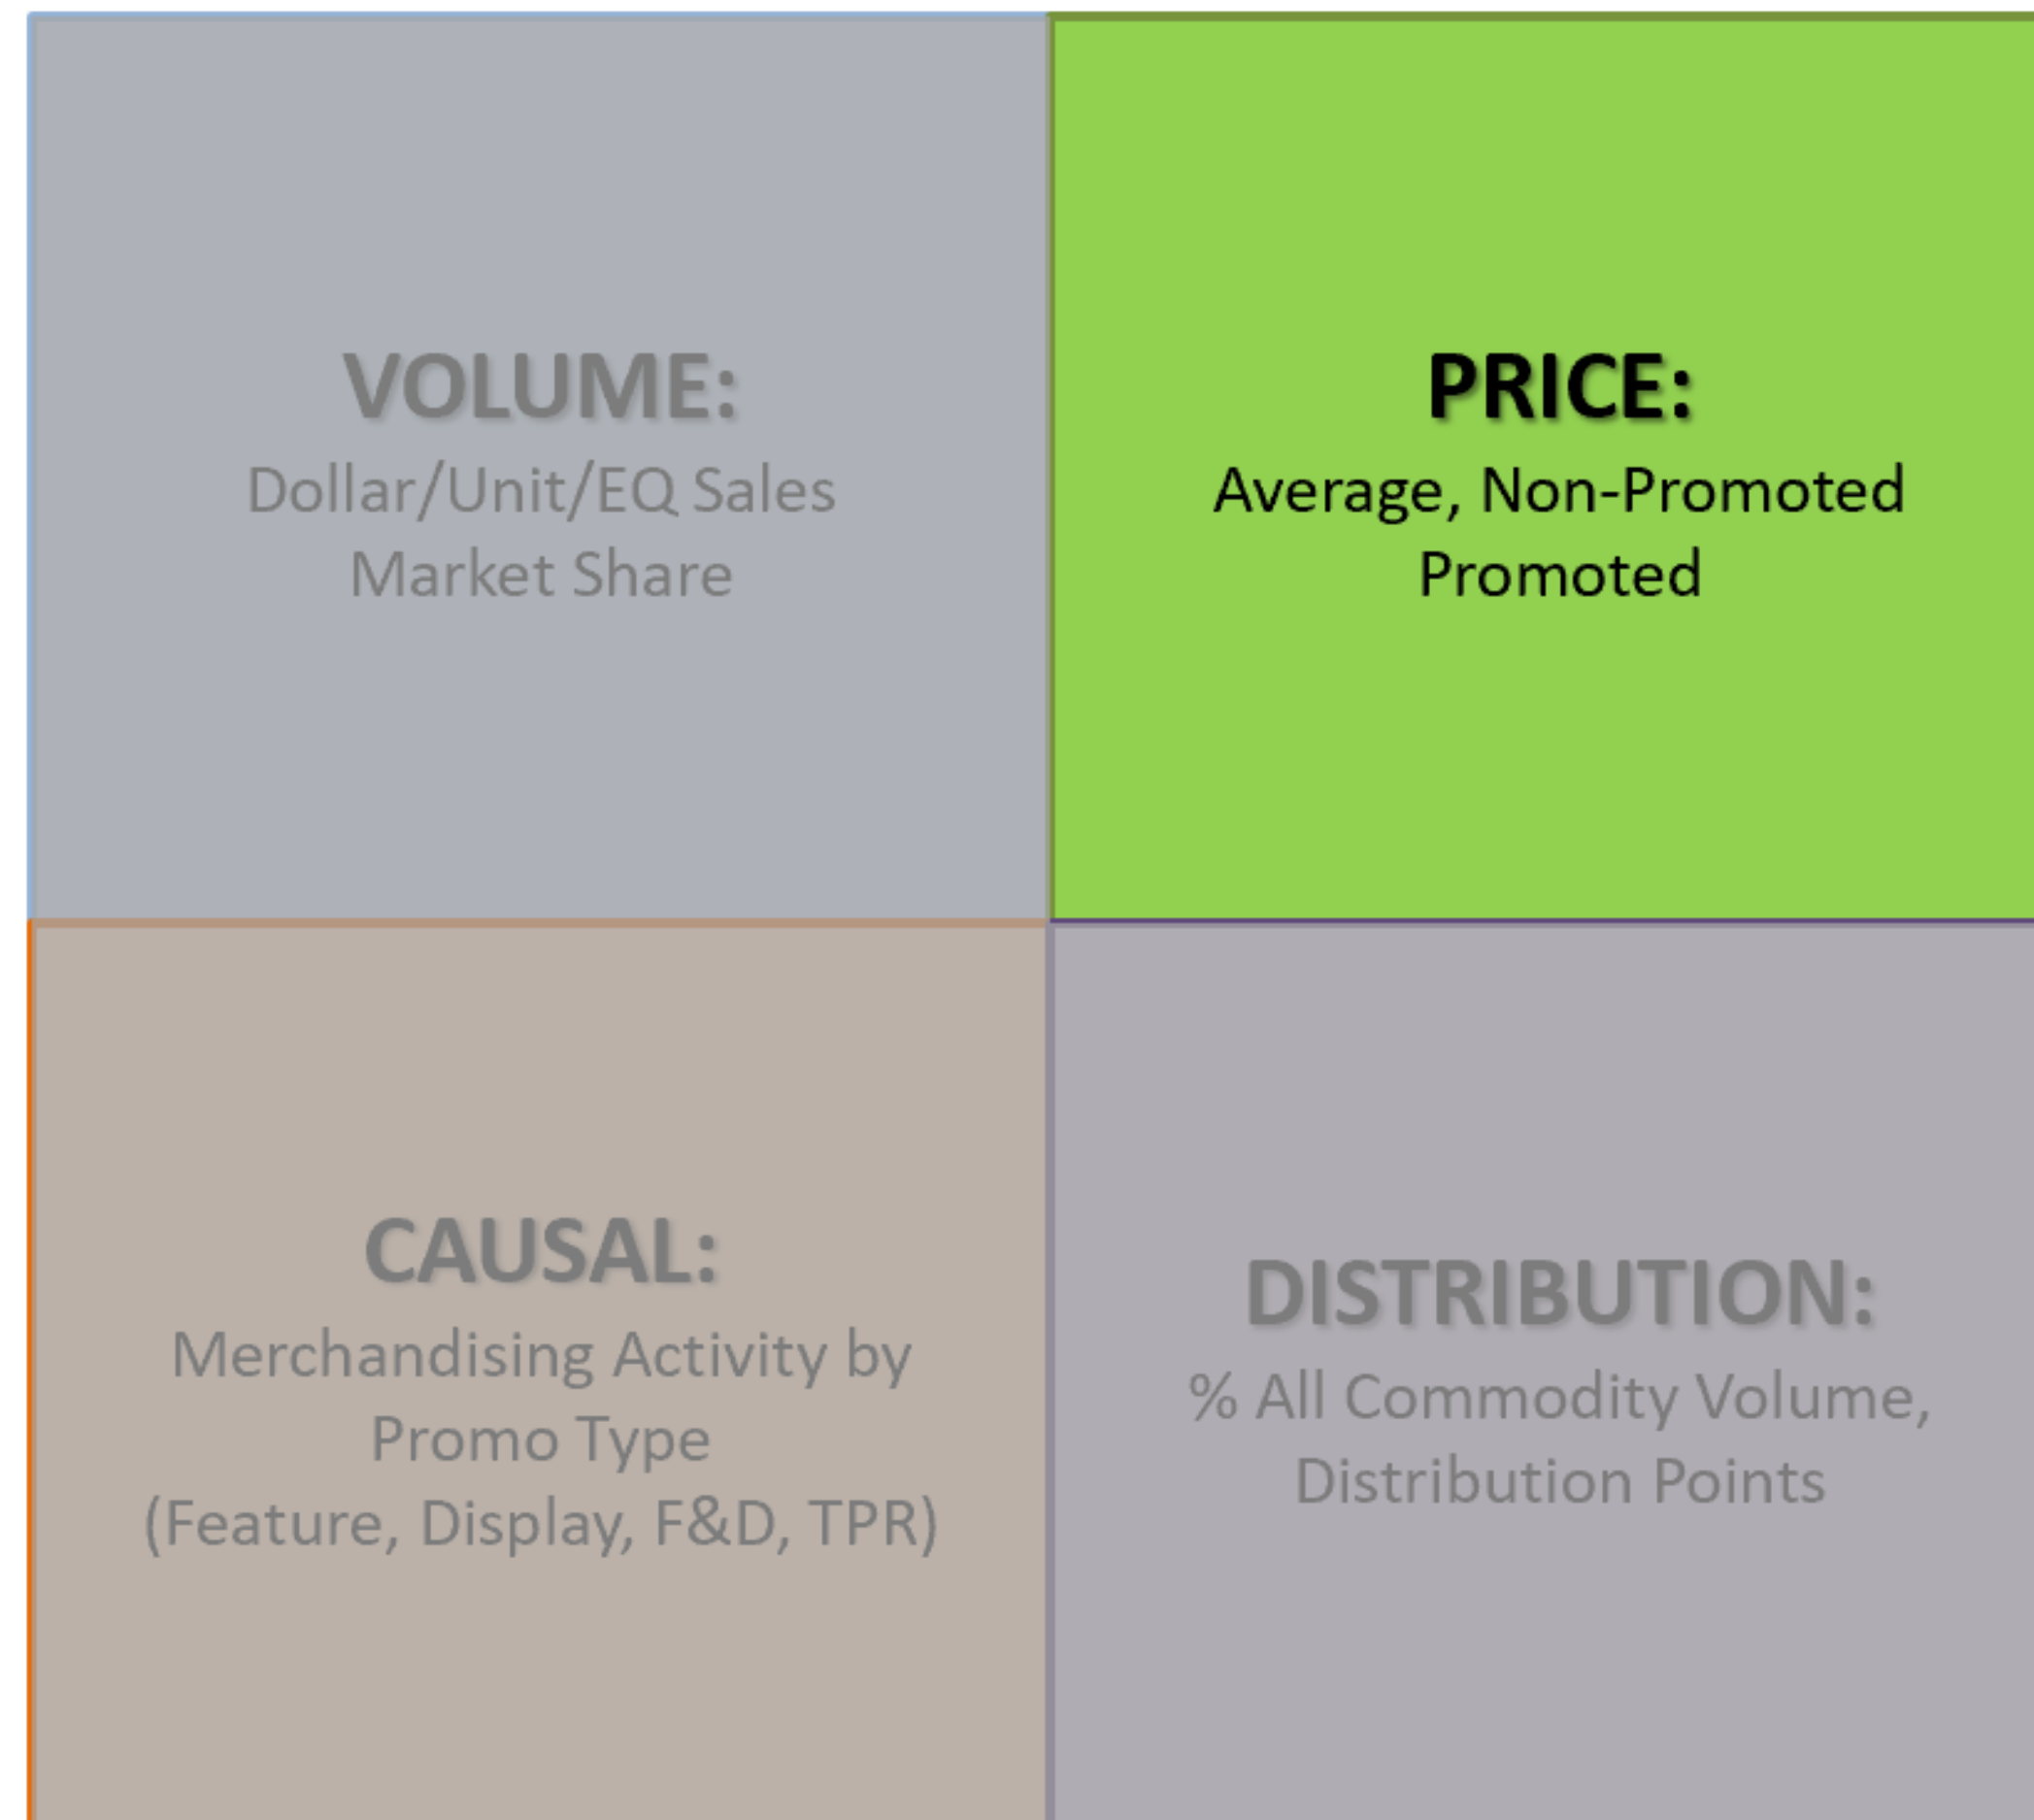 VOLUME:
Dollar/Unit/EQ Sales
Market Share
PRICE:
Average, Non-Promoted
Promoted
CAUSAL:
Merchandising Activity by
Promo Type
(Feature, Display, F&D, TPR)
DISTRIBUTION:
% All Commodity Volume,
Distribution Points